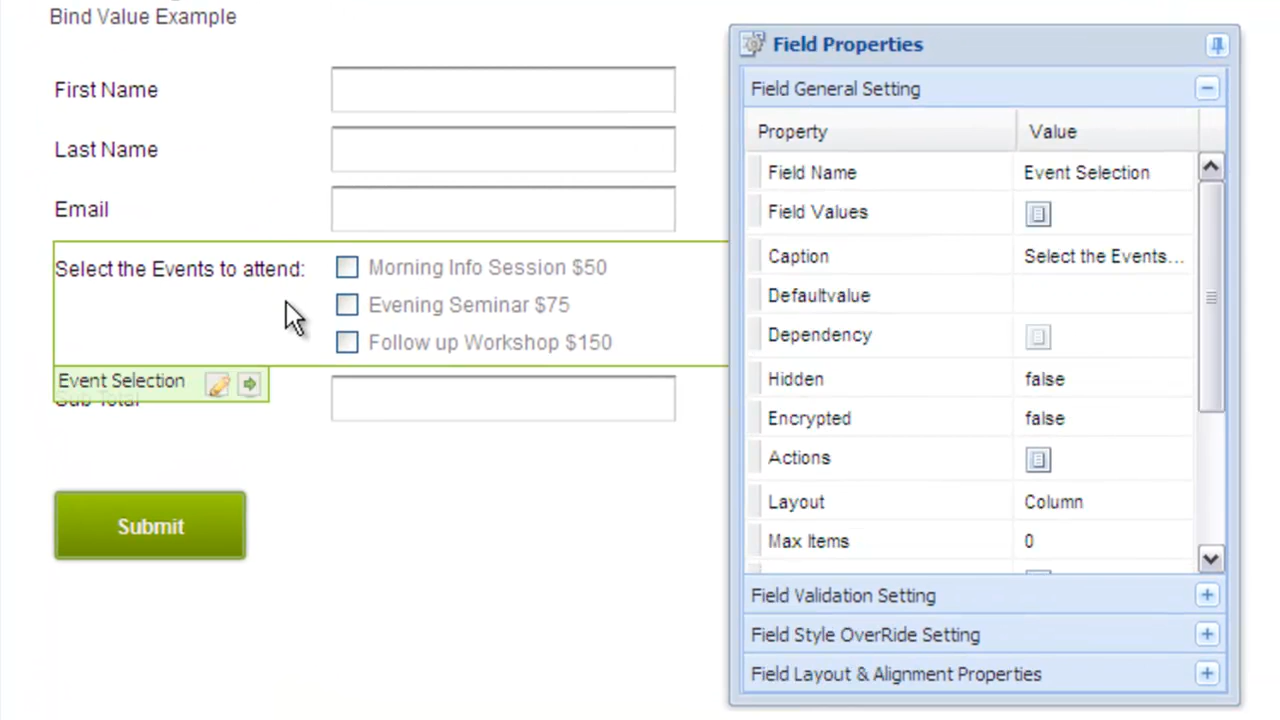 Bind Value Example
First Name
Last Name
Email
Select the Events to attend:
Morning Info Session $50
Evening Seminar $75
Follow up Workshop $150
Event Selection
Sub Total
Submit
Field Properties
Field General Setting
Property Value
Field Name Event Selection
Field Values
Caption Select the Events...
Defaultvalue
Dependency
Hidden false
Encrypted false
Actions
Layout Column
Max Items 0
Field Validation Setting
Field Style OverRide Setting
Field Layout & Alignment Properties